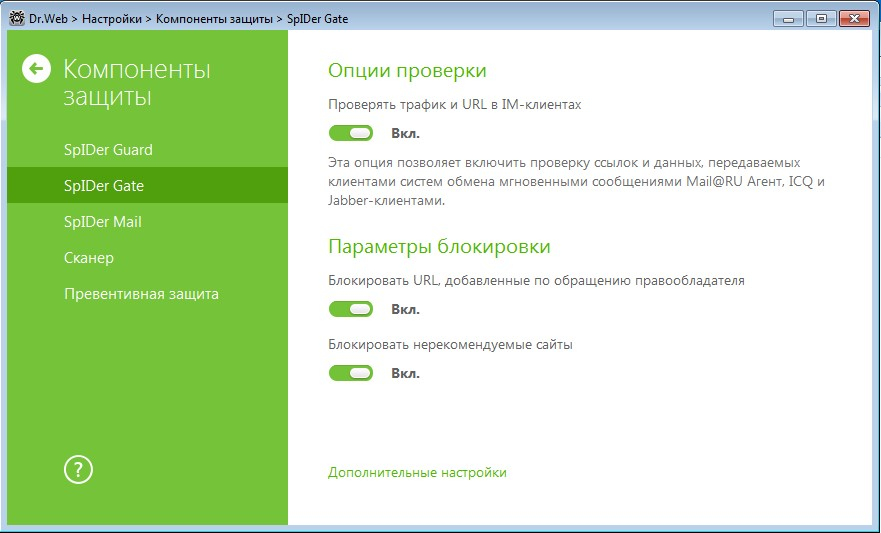 Dr.Web > Настройки > Компоненты защиты > SpIDer Gate
Компоненты
защиты
SpIDer Guard
SpIDer Gate
SpIDer Mail
Сканер
Превентивная защита
?
Опции проверки
Проверять трафик и URL в IM-клиентах
Вкл.
Эта опция позволяет включить проверку ссылок и данных, передаваемых
клиентами систем обмена мгновенными сообщениями Mail@RU Агент, ICQ и
Jabber-клиентами.
Параметры блокировки
Блокировать URL, добавленные по обращению правообладателя
Вкл.
Блокировать нерекомендуемые сайты
Вкл.
Дополнительные настройки